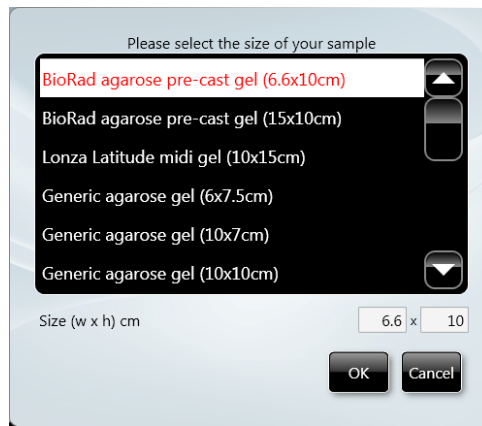 Please select the size of your sample
BioRad agarose pre-cast gel (6.6x10cm)
BioRad agarose pre-cast gel (15x10cm)
Lonza Latitude midi gel (10x15cm)
Generic agarose gel (6x7.5cm)
Generic agarose gel (10x7cm)
Generic agarose gel (10x10cm)
Size (w x h) cm 6.6 x 10
OK Cancel